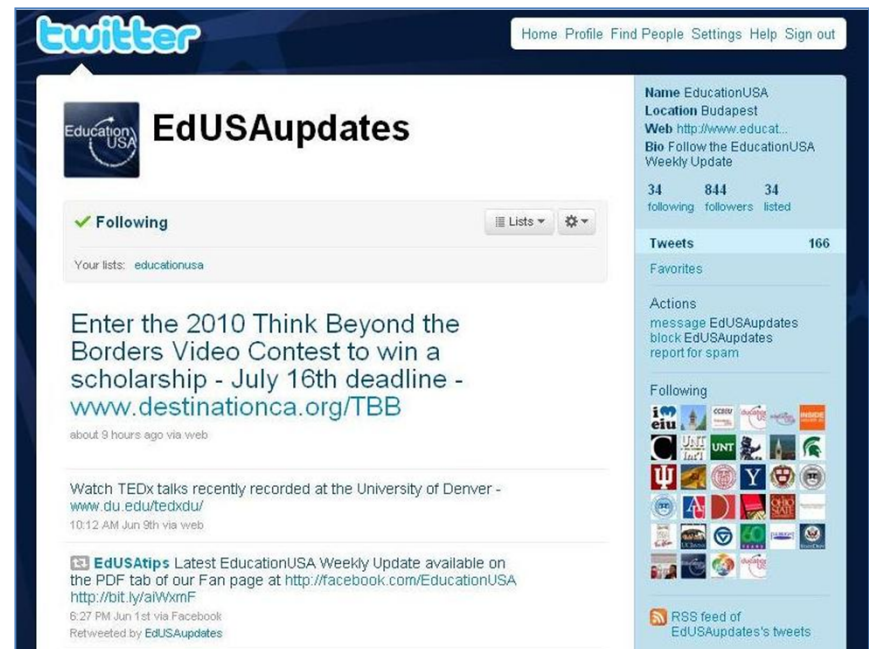 twitter
Home Profile Find People Settings Help Sign out
Education
USA
EdUSAupdates
Following
Lists
Your lists: educationusa
Enter the 2010 Think Beyond the
Borders Video Contest to win a
scholarship - July 16th deadline -
www.destinationca.org/TBB
about 9 hours ago via web
Watch TEDx talks recently recorded at the University of Denver -
www.du.edu/tedxdu/
10:12 AM Jun 9th via web
EdUSAtips Latest EducationUSA Weekly Update available on
the PDF tab of our Fan page at http://facebook.com/EducationUSA
http://bit.ly/aiWxmF
6:27 PM Jun 1st via Facebook
Retweeted by EdUSAupdates
Name EducationUSA
Location Budapest
Web http://www.educat...
Bio Follow the EducationUSA
Weekly Update
34 844 34
following followers listed
Tweets 166
Favorites
Actions
message EdUSAupdates
block EdUSAupdates
report for spam
Following
eiu
UNT
UNT
Y
OHIO
STATE
60
RSS feed of
EdUSAupdates's tweets